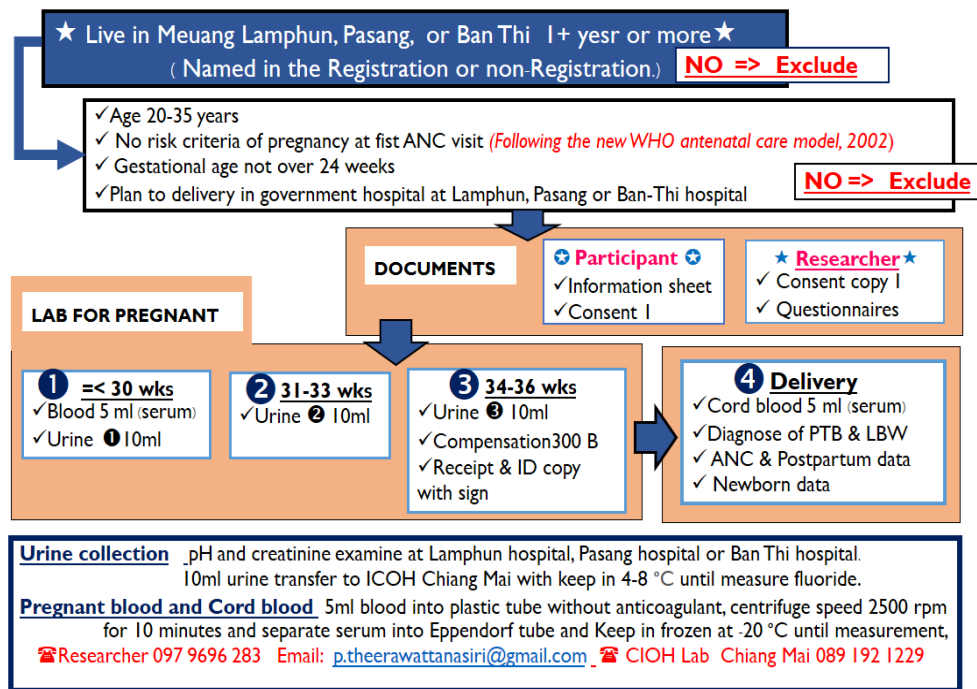 ★ Live in Meuang Lamphun, Pasang, or Ban Thi 1+ yesr or more ★
( Named in the Registration or non-Registration.)
NO => Exclude
✓Age 20-35 years
✓ No risk criteria of pregnancy at fist ANC visit (Following the new WHO antenatal care model, 2002)
✓Gestational age not over 24 weeks
✓Plan to delivery in government hospital at Lamphun, Pasang or Ban-Thi hospital
NO => Exclude
DOCUMENTS
✪ Participant ✪
✓Information sheet
✓Consent 1
★ Researcher ★
✓ Consent copy 1
✓ Questionnaires
LAB FOR PREGNANT
❶ =< 30 wks
✓Blood 5 ml (serum)
✓Urine ❶10ml
❷ 31-33 wks
✓Urine ❷ 10ml
❸ 34-36 wks
✓Urine ❸ 10ml
✓Compensation300 B
✓Receipt & ID copy
with sign
❹ Delivery
✓Cord blood 5 ml (serum)
✓Diagnose of PTB & LBW
✓ANC & Postpartum data
✓Newborn data
Urine collection pH and creatinine examine at Lamphun hospital, Pasang hospital or Ban Thi hospital.
10ml urine transfer to ICOH Chiang Mai with keep in 4-8 °C until measure fluoride.
Pregnant blood and Cord blood 5ml blood into plastic tube without anticoagulant, centrifuge speed 2500 rpm
for 10 minutes and separate serum into Eppendorf tube and Keep in frozen at -20 °C until measurement,
☎Researcher 097 9696 283 Email: p.theerawattanasiri@gmail.com ☎ CIOH Lab Chiang Mai 089 192 1229